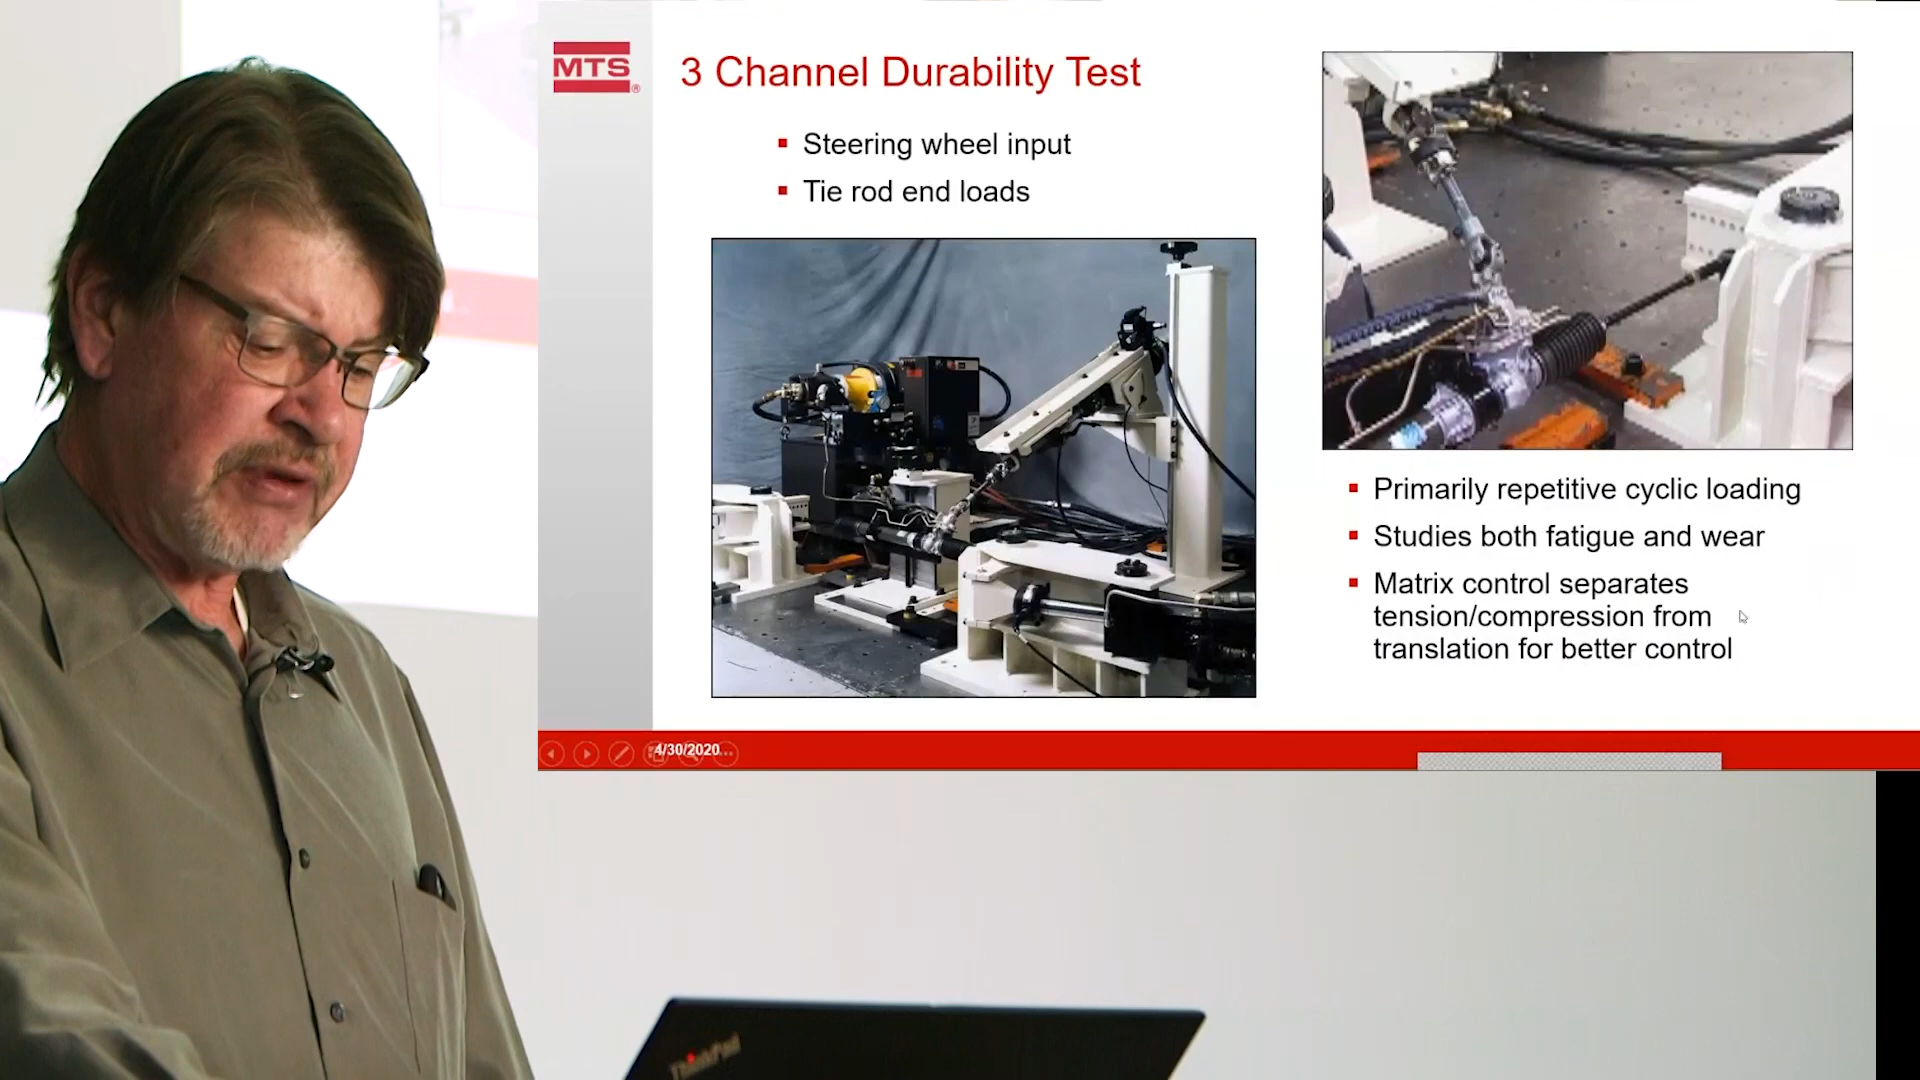 MTS
3 Channel Durability Test
Steering wheel input
Tie rod end loads
Primarily repetitive cyclic loading
Studies both fatigue and wear
Matrix control separates
tension/compression from
translation for better control
4/30/2020
ThinkPad